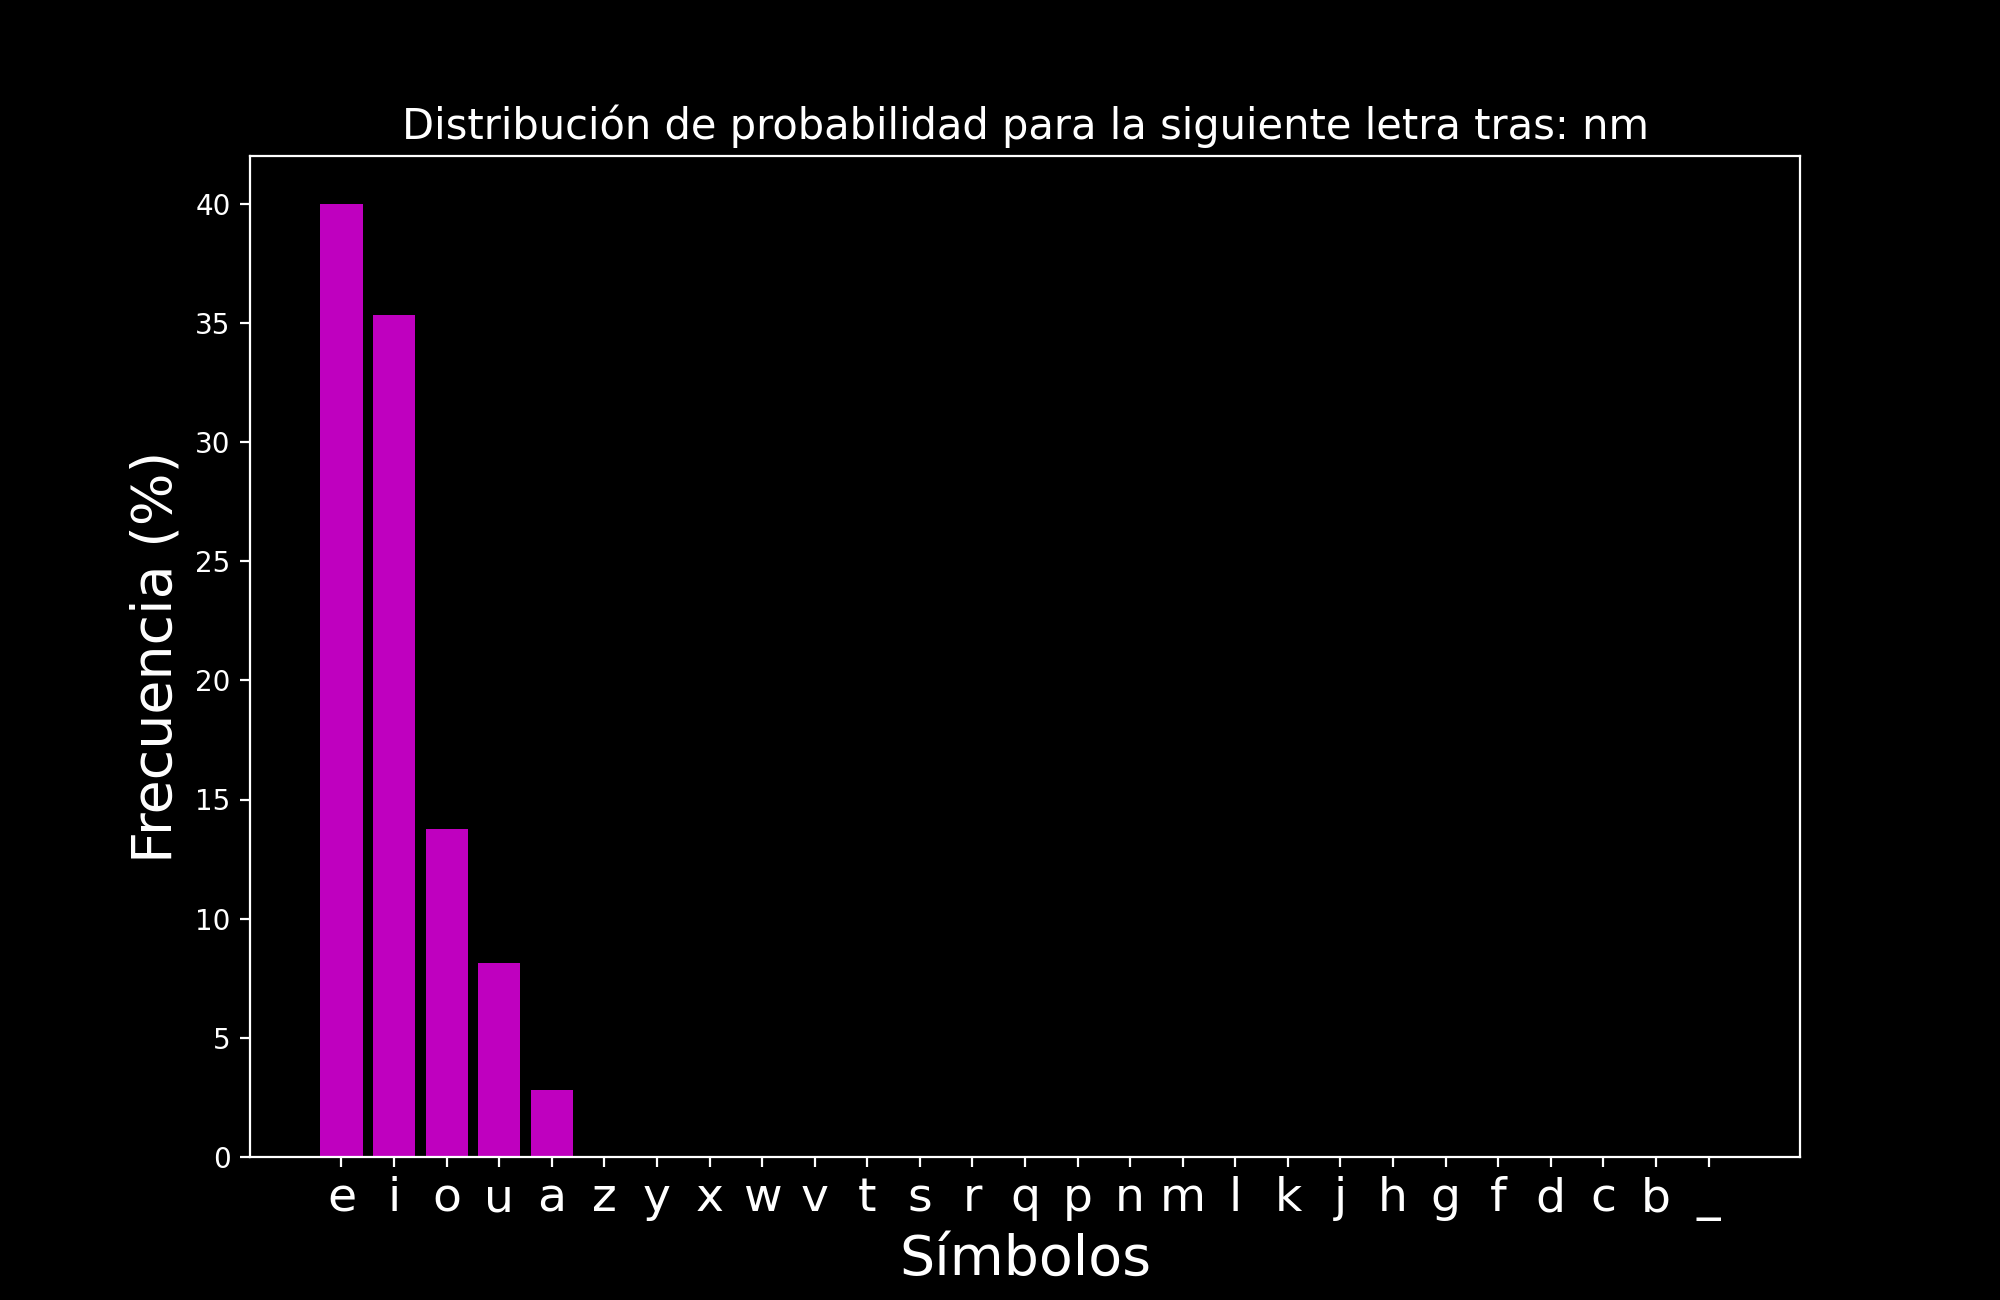 Distribución de probabilidad para la siguiente letra tras: nm
40
35
30
25
20
15
10
5
0
Frecuencia (%)
e i o u a z y x w v t s r q p n m l k j h g f d c b _
Símbolos